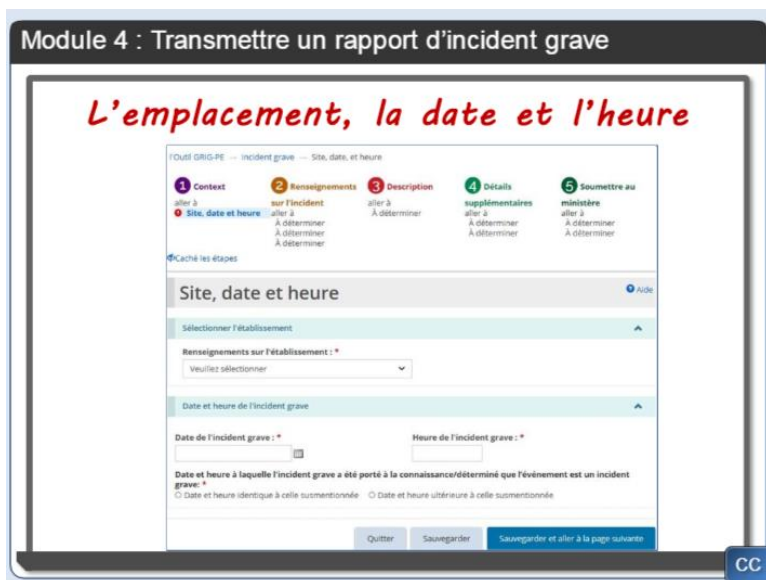 Module 4 : Transmettre un rapport d'incident grave
L'emplacement, la date et l'heure
l'Outil GRIG-PE — Incident grave — Site, date, et heure
1 Context
aller à
Site, date et heure
2 Renseignements sur l'incident
aller à
À déterminer
À déterminer
À déterminer
3 Description
aller à
À déterminer
4 Détails supplémentaires
aller à
À déterminer
À déterminer
5 Soumettre au ministère
aller à
À déterminer
À déterminer
Caché les étapes
Site, date et heure
Aide
Sélectionner l'établissement
Renseignements sur l'établissement : *
Veuillez sélectionner
Date et heure de l'incident grave
Date de l'incident grave : * Heure de l'incident grave : *
Date et heure à laquelle l'incident grave a été porté à la connaissance/déterminé que l'événement est un incident
grave: *
Date et heure identique à celle susmentionnée Date et heure ultérieure à celle susmentionnée
Quitter Sauvegarder Sauvegarder et aller à la page suivante
CC